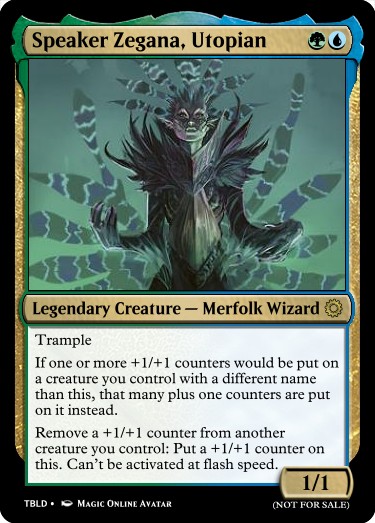 Speaker Zegana, Utopian
Legendary Creature — Merfolk Wizard
Trample
If one or more +1/+1 counters would be put on
a creature you control with a different name
than this, that many plus one counters are put
on it instead.
Remove a +1/+1 counter from another
creature you control: Put a +1/+1 counter on
this. Can't be activated at flash speed.
1/1
TBLD • Magic Online Avatar
(NOT FOR SALE)